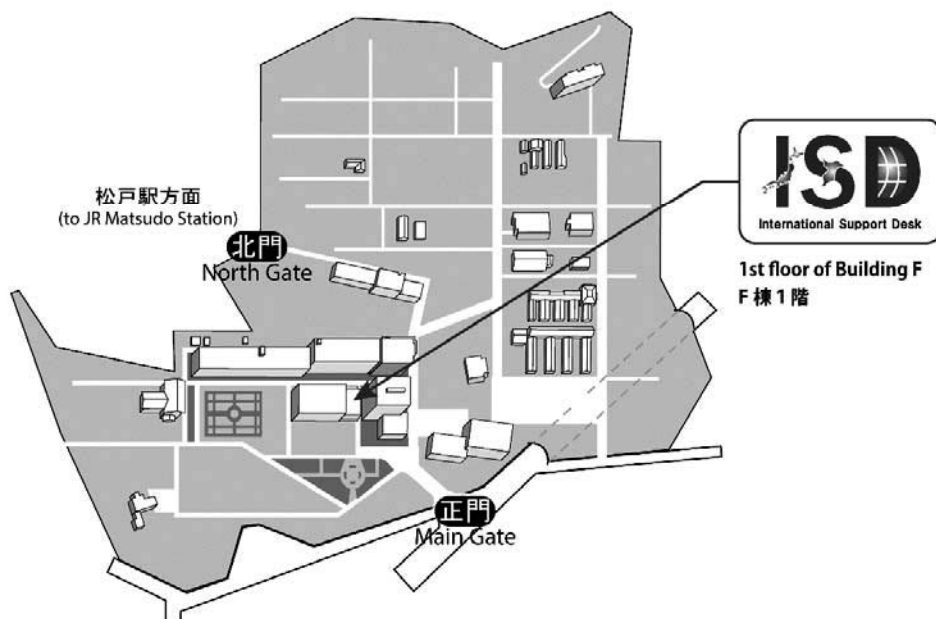 松戸駅方面
(to JR Matsudo Station)
北門
North Gate
ISD
International Support Desk
1st floor of Building F
F 棟 1 階
正門
Main Gate